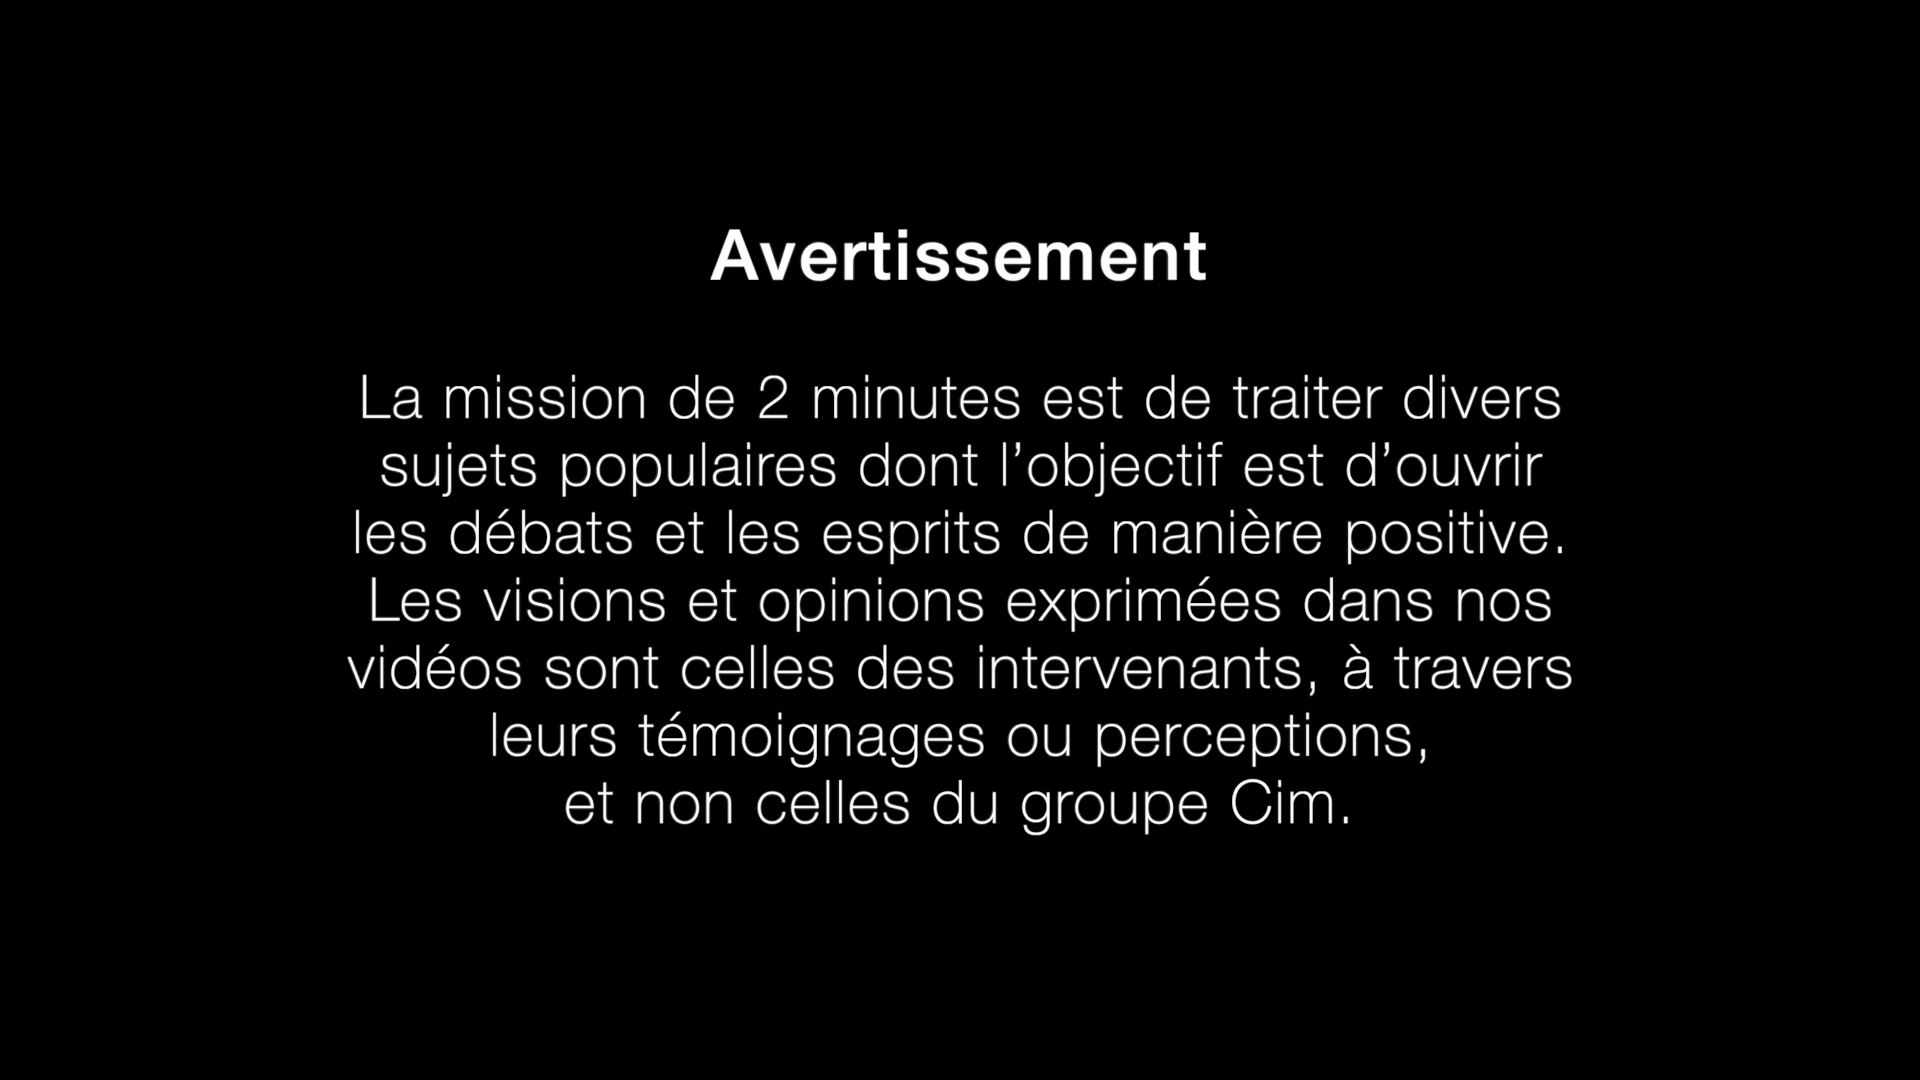 Avertissement
La mission de 2 minutes est de traiter divers
sujets populaires dont l’objectif est d’ouvrir
les débats et les esprits de manière positive.
Les visions et opinions exprimées dans nos
vidéos sont celles des intervenants, à travers
leurs témoignages ou perceptions,
et non celles du groupe Cim.